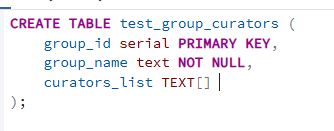 CREATE TABLE test_group_curators (
    group_id serial PRIMARY KEY,
    group_name text NOT NULL,
    curators_list TEXT[]
);